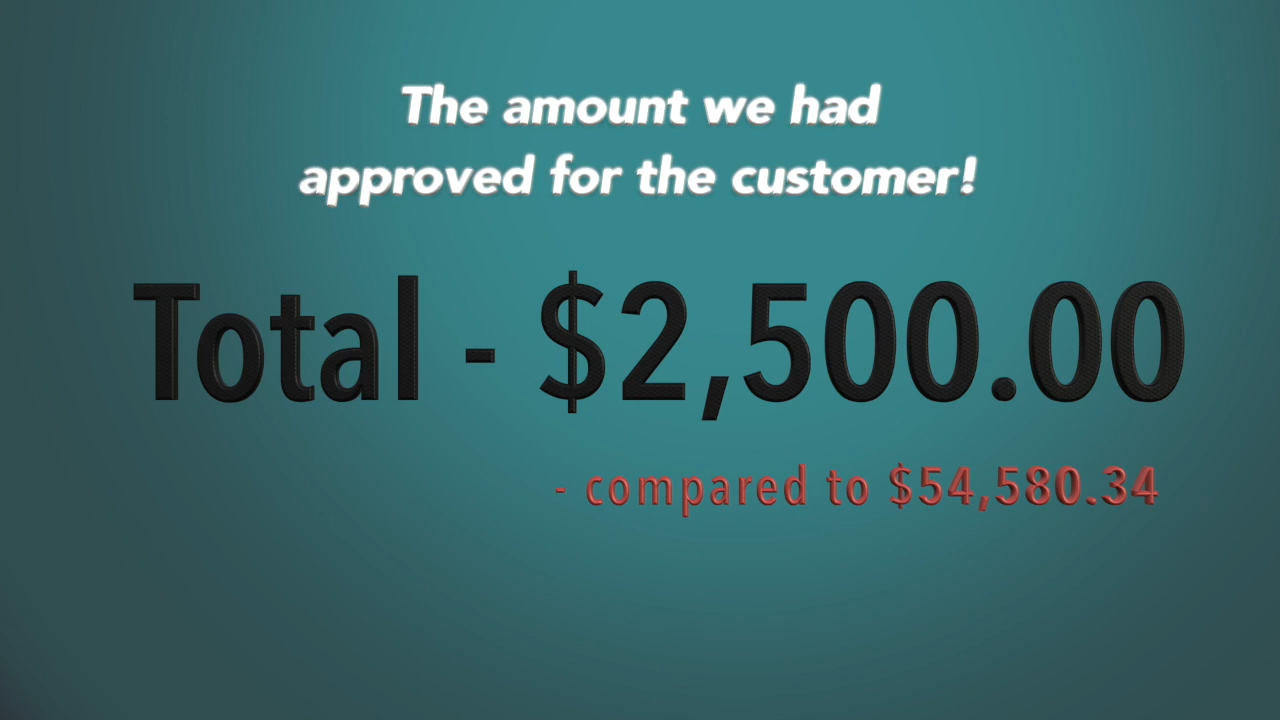 The amount we had
approved for the customer!
Total - $2,500.00
- compared to $54,580.34